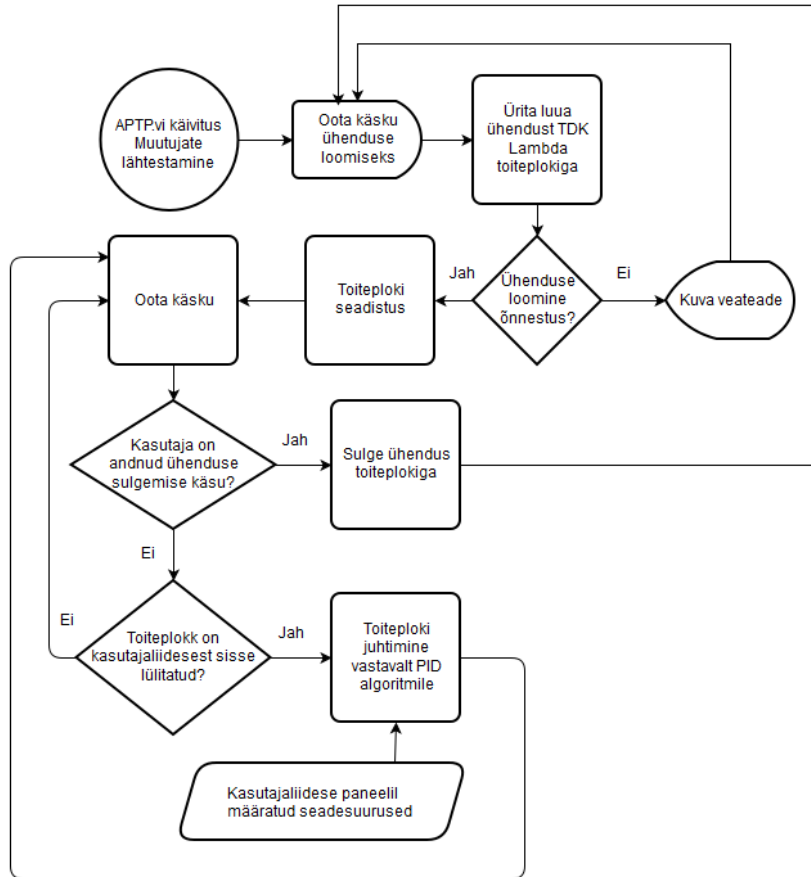 APTP.vi käivitus
Muutujate
lähtestamine
Oota käsku
ühenduse
loomiseks
Ürita luua
ühendust TDK
Lambda
toiteplokiga
Oota käsku
Toiteploki
seadistus
Jah
Ühenduse
loomine
õnnestus?
Ei
Kuva veateade
Kasutaja on
andnud ühenduse
sulgemise käsu?
Jah
Sulge ühendus
toiteplokiga
Ei
Ei
Toiteplokk on
kasutajaliidesest sisse
lülitatud?
Jah
Toiteploki
juhtimine
vastavalt PID
algoritmile
Kasutajaliidese paneelil
määratud seadesuurused